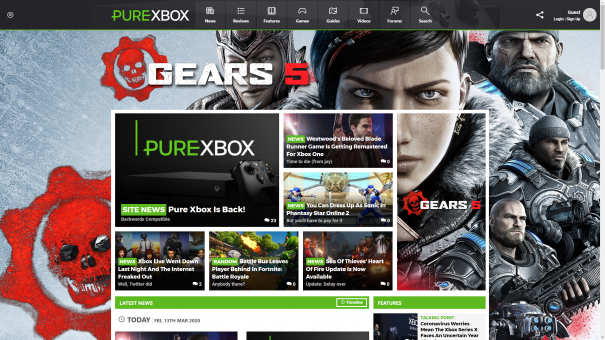 PUREXBOX
News
Reviews
Features
Games
Guides
Videos
Forums
Search
Guest
Login | Sign Up
GEARS 5
PUREXBOX
SITE NEWS Pure Xbox Is Back!
Backwards Compatible
23
NEWS Westwood's Beloved Blade
Runner Game Is Getting Remastered
For Xbox One
Time to die (from joy)
0
NEWS You Can Dress Up As Sonic In
Phantasy Star Online 2
But you'll have to pay for it
0
GEARS 5
NEWS Xbox Live Went Down
Last Night And The Internet
Freaked Out
Well, Twitter did
2
RANDOM Battle Bus Leaves
Player Behind In Fortnite:
Battle Royale
Anybody there?
0
NEWS Sea Of Thieves' Heart
Of Fire Update Is Now
Available
Update: Delay over
0
LATEST NEWS
Timeline
FEATURES
TODAY FRI, 13TH MAR 2020
TALKING POINT
Coronavirus Worries
Mean The Xbox Series X
Faces An Uncertain Year